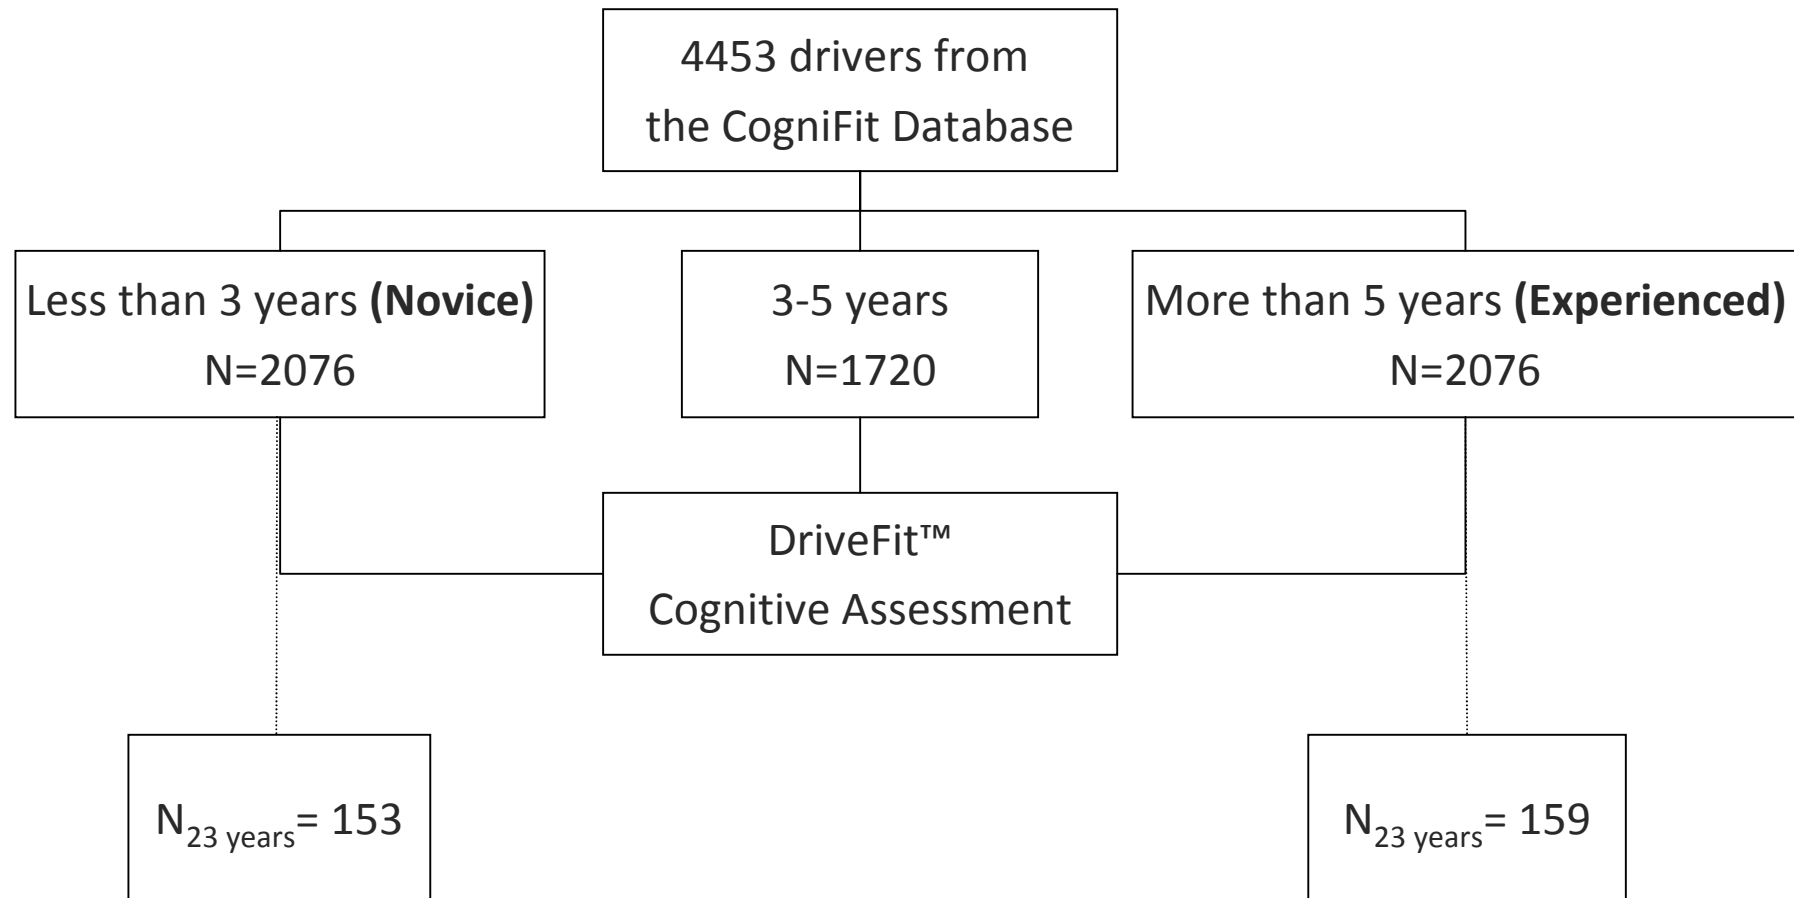 4453 drivers from
the CogniFit Database
Less than 3 years (Novice)
N=2076
3-5 years
N=1720
More than 5 years (Experienced)
N=2076
DriveFit™
Cognitive Assessment
N23 years= 153
N23 years= 159